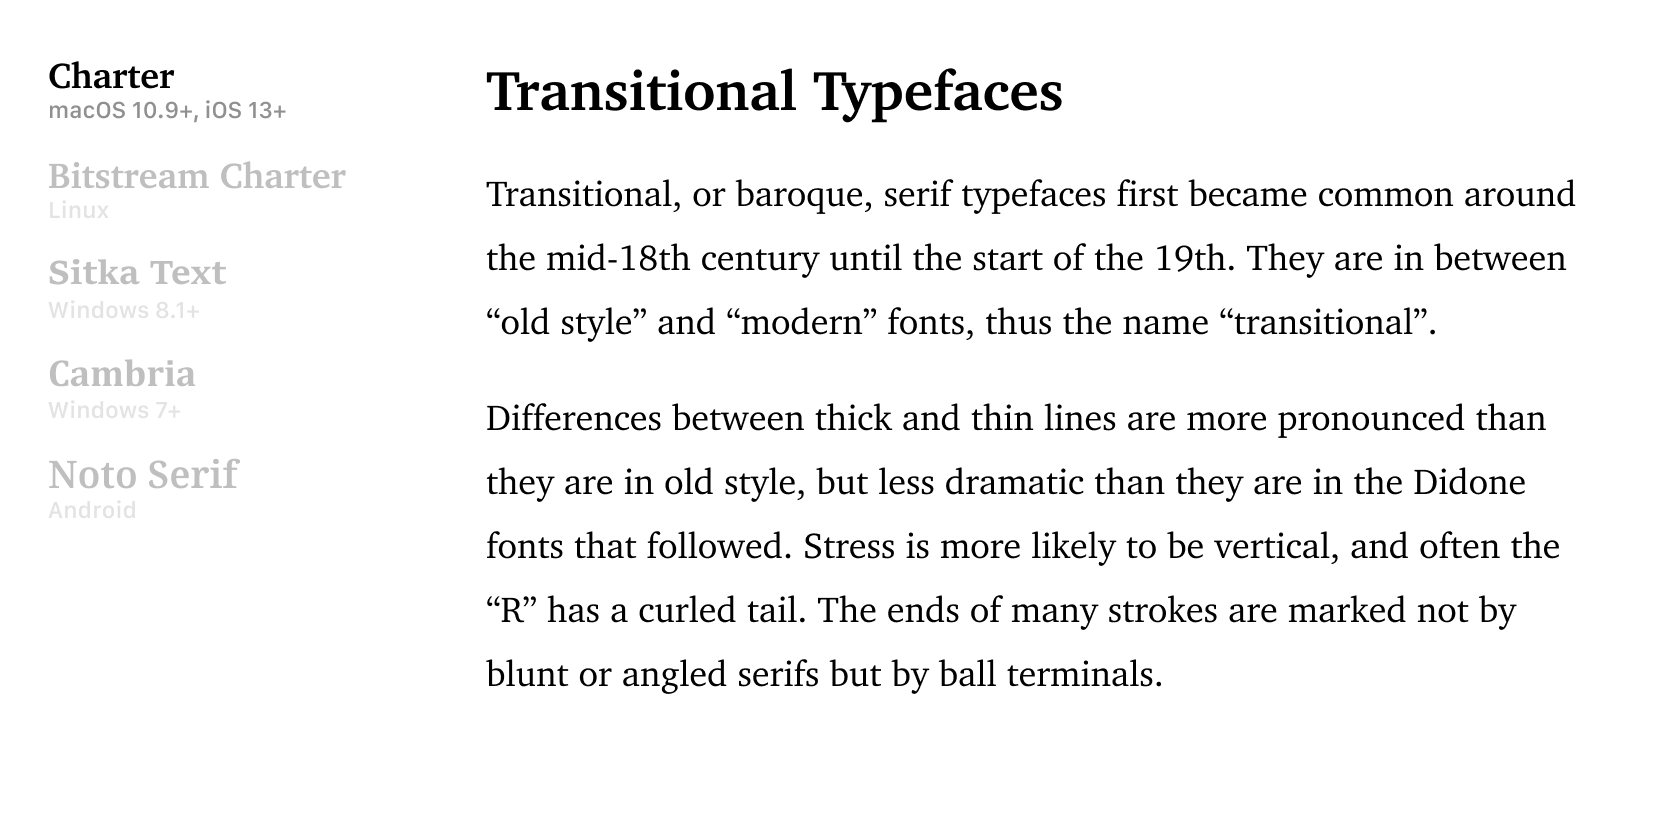 Charter
macOS 10.9+, iOS 13+
Bitstream Charter
Linux
Sitka Text
Windows 8.1+
Cambria
Windows 7+
Noto Serif
Android
Transitional Typefaces
Transitional, or baroque, serif typefaces first became common around
the mid-18th century until the start of the 19th. They are in between
“old style” and “modern” fonts, thus the name “transitional”.
Differences between thick and thin lines are more pronounced than
they are in old style, but less dramatic than they are in the Didone
fonts that followed. Stress is more likely to be vertical, and often the
“R” has a curled tail. The ends of many strokes are marked not by
blunt or angled serifs but by ball terminals.